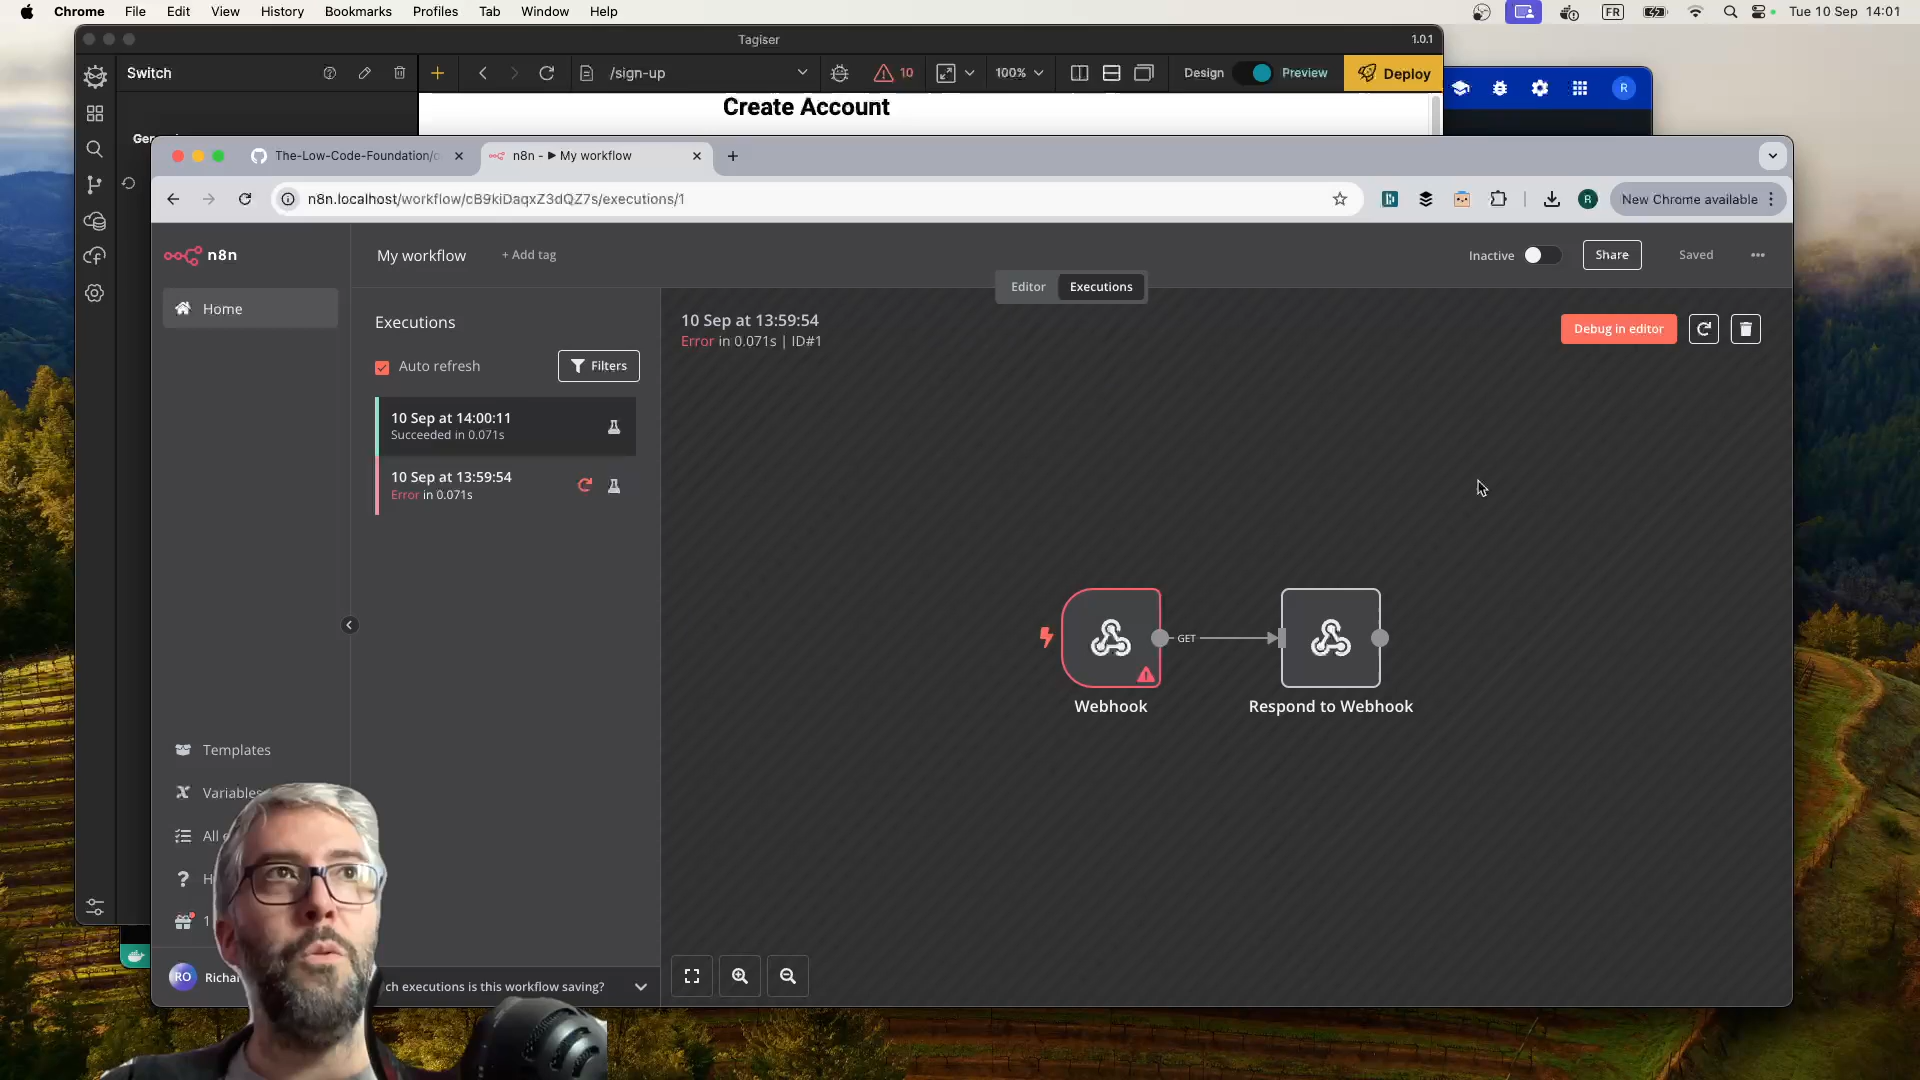 Chrome File Edit View History Bookmarks Profiles Tab Window Help
FR Tue 10 Sep 14:01
Tagiser
1.0.1
Switch
/sign-up
10
100%
Design
Preview
Deploy
R
Create Account
The-Low-Code-Foundation/
n8n - ▶ My workflow
n8n.localhost/workflow/cB9kiDaqxZ3dQZ7s/executions/1
R
New Chrome available
n8n
My workflow
+ Add tag
Inactive
Share
Saved
Home
Editor
Executions
Executions
Auto refresh
Filters
10 Sep at 14:00:11
Succeeded in 0.071s
10 Sep at 13:59:54
Error in 0.071s
10 Sep at 13:59:54
Error in 0.071s | ID#1
Debug in editor
GET
Webhook
Respond to Webhook
Templates
Variables
All
1
RO
Richa
ch executions is this workflow saving?